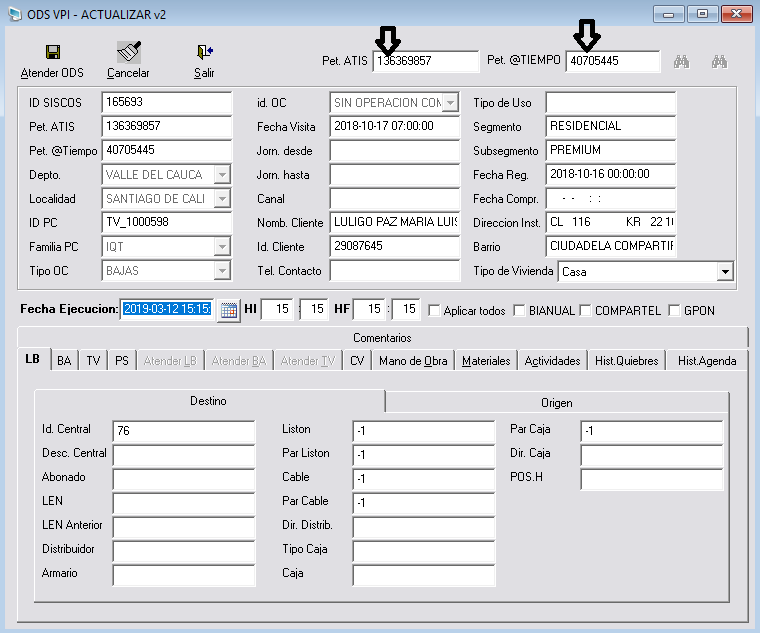 ODS VPI - ACTUALIZAR v2
Atender ODS Cancelar Salir Pet. ATIS 136369857 Pet. @TIEMPO 40705445
ID SISCOS 165693 id. OC SIN OPERACION COM Tipo de Uso
Pet. ATIS 136369857 Fecha Visita 2018-10-17 07:00:00 Segmento RESIDENCIAL
Pet. @Tiempo 40705445 Jorn. desde Subsegmento PREMIUM
Depto. VALLE DEL CAUCA Jorn. hasta Fecha Reg. 2018-10-16 00:00:00
Localidad SANTIAGO DE CALI Canal Fecha Compr. - - : :
ID PC TV_1000598 Nomb. Cliente LULIGO PAZ MARIA LUIS Direccion Inst. CL 116 KR 22 1
Familia PC IQT Id. Cliente 29087645 Barrio CIUDADELA COMPARTIR
Tipo OC BAJAS Tel. Contacto Tipo de Vivienda Casa
Fecha Ejecucion: 2019-03-12 15:15: HI 15 : 15 HF 15 : 15 Aplicar todos BIANUAL COMPARTEL GPON
Comentarios
LB BA TV PS Atender LB Atender BA Atender TV CV Mano de Obra Materiales Actividades Hist.Quiebres Hist.Agenda
Destino Origen
Id. Central 76 Liston -1 Par Caja -1
Desc. Central Par Liston -1 Dir. Caja
Abonado Cable -1 POS.H
LEN Par Cable -1
LEN Anterior Dir. Distrib.
Distribuidor Tipo Caja
Armario Caja